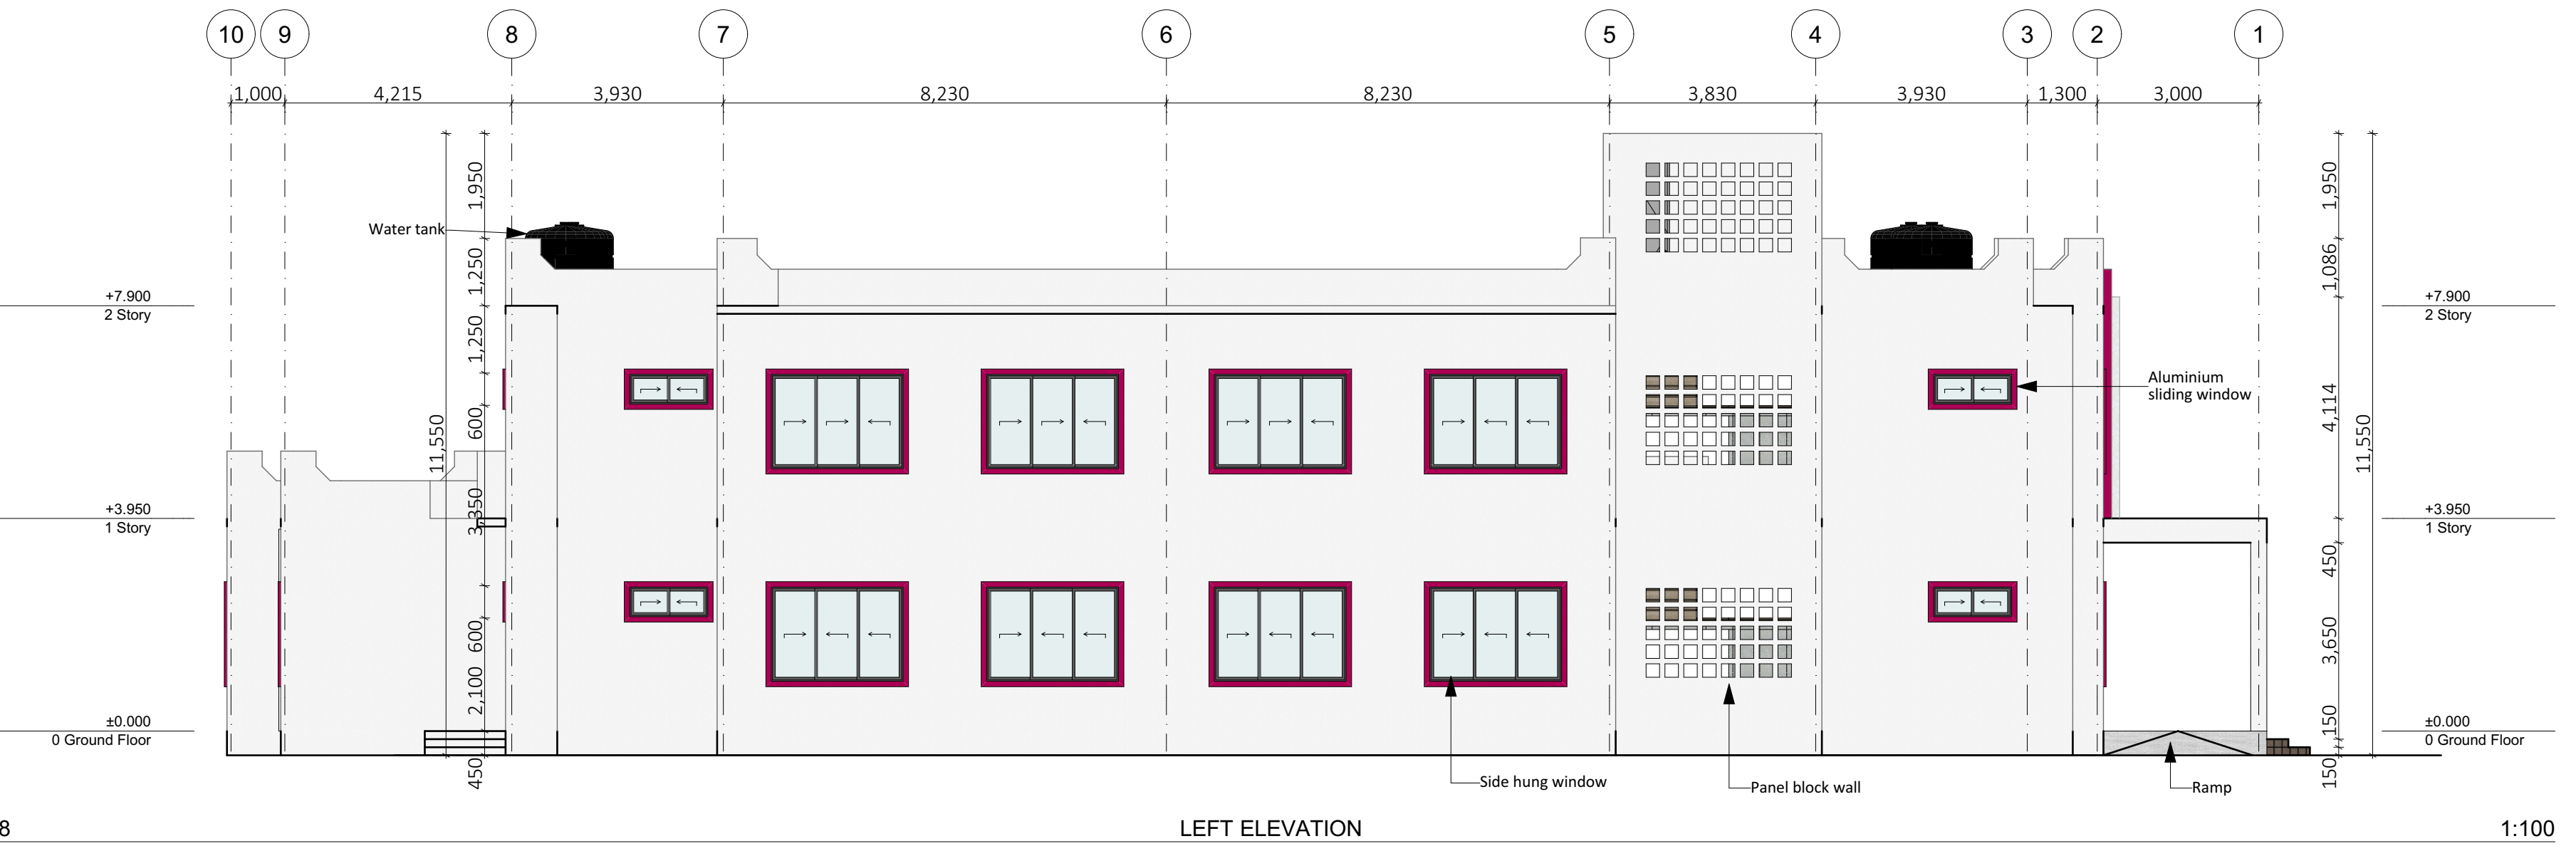 10 9 8 7 6 5 4 3 2 1
1,000 4,215 3,930 8,230 8,230 3,830 3,930 1,300 3,000
1,950
1,250
1,250
600
3,350
600
2,100
450
11,550
Water tank
+7.900
2 Story
+3.950
1 Story
±0.000
0 Ground Floor
1,950
1,086
4,114
450
3,650
150
150
11,550
Aluminium
sliding window
+7.900
2 Story
+3.950
1 Story
±0.000
0 Ground Floor
Side hung window
Panel block wall
Ramp
8
LEFT ELEVATION
1:100